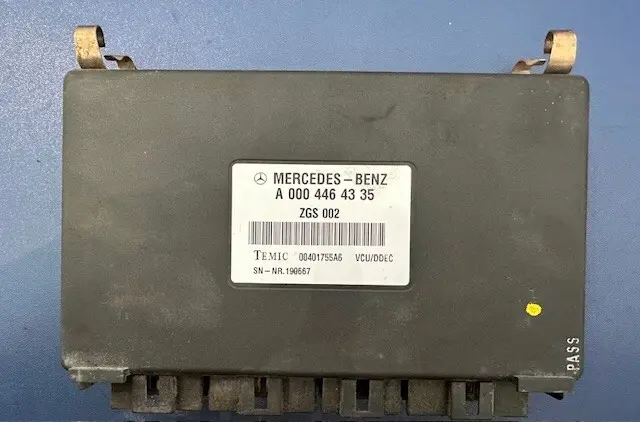 MERCEDES-BENZ
A 000 446 43 35
ZGS 002
TEMIC 00401755A6 VCU/DDEC
SN-NR.190667
PASS